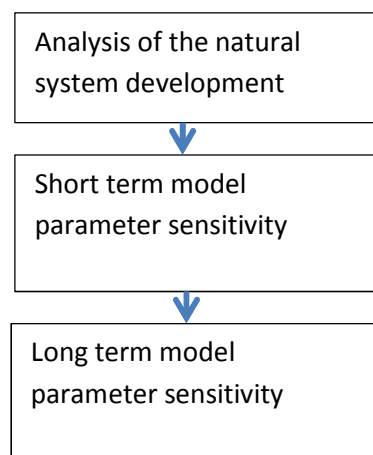 Analysis of the natural
system development
Short term model
parameter sensitivity
Long term model
parameter sensitivity